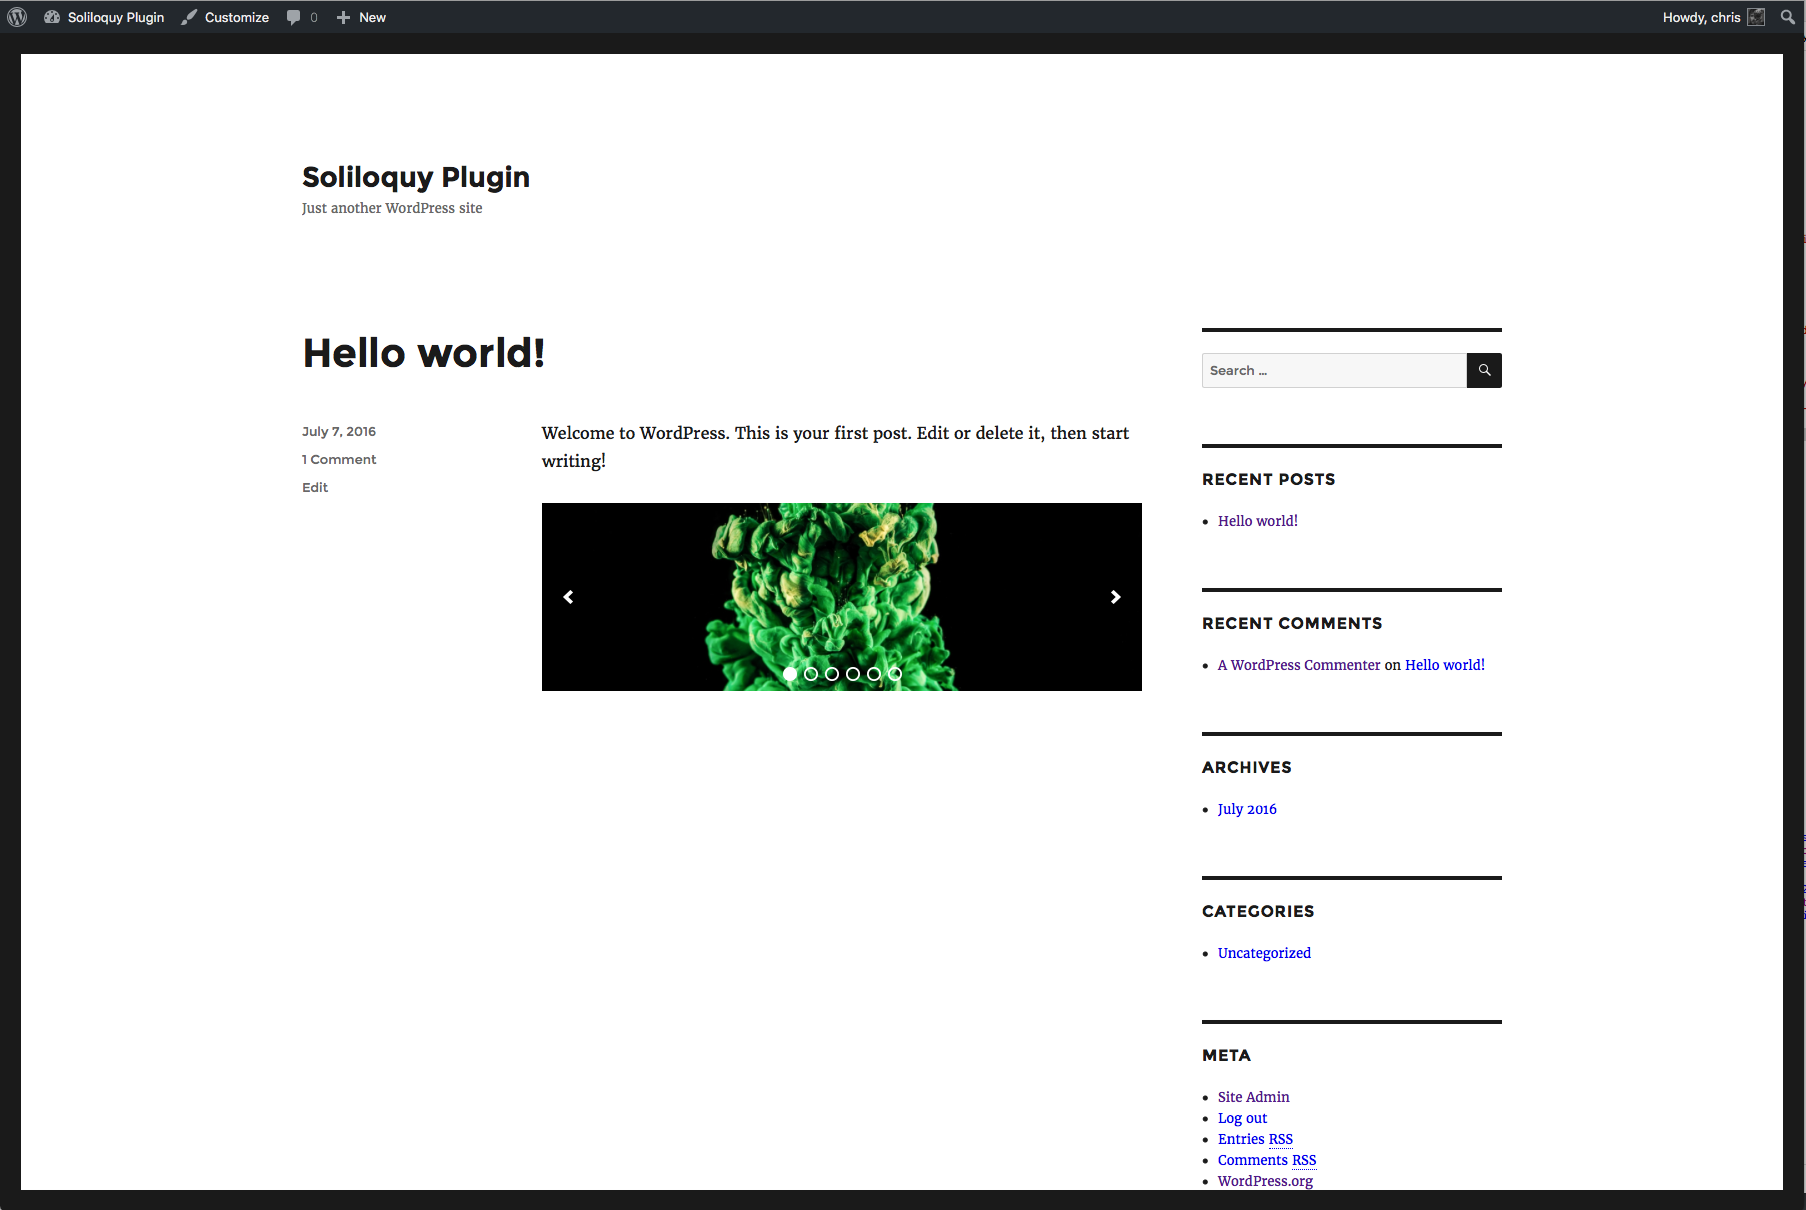 Soliloquy Plugin
Customize
0
New
Howdy, chris
Soliloquy Plugin
Just another WordPress site
Hello world!
July 7, 2016
1 Comment
Edit
Welcome to WordPress. This is your first post. Edit or delete it, then start
writing!
Search ...
RECENT POSTS
Hello world!
RECENT COMMENTS
A WordPress Commenter on Hello world!
ARCHIVES
July 2016
CATEGORIES
Uncategorized
META
Site Admin
Log out
Entries RSS
Comments RSS
WordPress.org